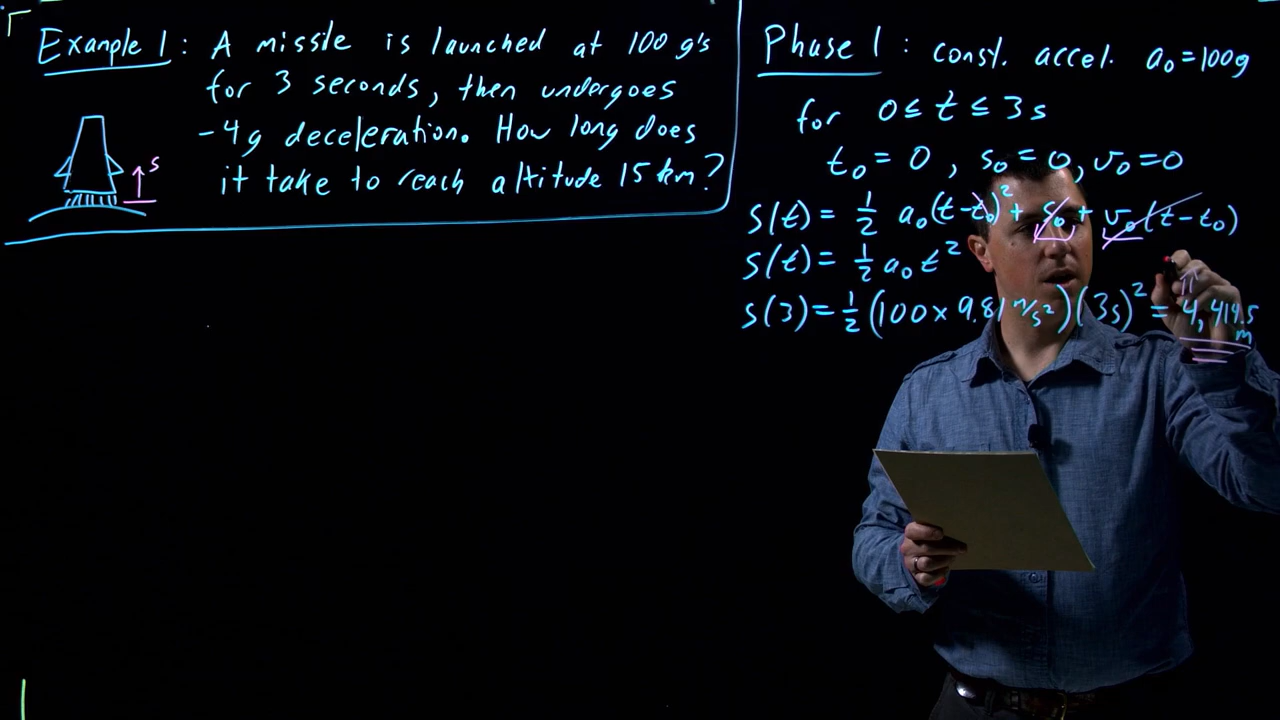 Example 1: A missile is launched at 100 g's
for 3 seconds, then undergoes
-4g deceleration. How long does
it take to reach altitude 15 km?
s
Phase 1: const. accel. a₀=100g
for 0≤ t ≤ 3s
t₀ = 0, s₀ = 0, v₀=0
s(t) = 1/2 a₀(t-t₀)² + s₀ + v₀(t-t₀)
s(t) = 1/2 a₀ t²
s(3) = 1/2 (100 x 9.81 m/s²)(3s)² = 4,414.5 m